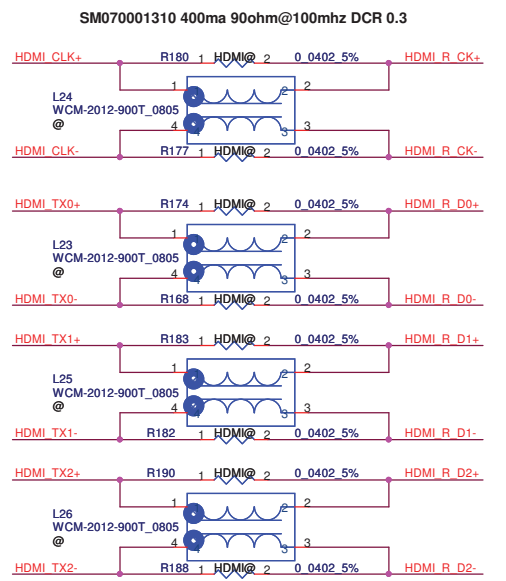 SM070001310 400ma 90ohm@100mhz DCR 0.3
HDMI_CLK+ R180 1 HDMI@ 2 0_0402_5% HDMI_R_CK+
1 2 2
L24
WCM-2012-900T_0805
@ 4 4 3 3
HDMI_CLK- R177 1 HDMI@ 2 0_0402_5% HDMI_R_CK-
HDMI_TX0+ R174 1 HDMI@ 2 0_0402_5% HDMI_R_D0+
1 2 2
L23
WCM-2012-900T_0805
@ 4 4 3 3
HDMI_TX0- R168 1 HDMI@ 2 0_0402_5% HDMI_R_D0-
HDMI_TX1+ R183 1 HDMI@ 2 0_0402_5% HDMI_R_D1+
1 2 2
L25
WCM-2012-900T_0805
@ 4 4 3 3
HDMI_TX1- R182 1 HDMI@ 2 0_0402_5% HDMI_R_D1-
HDMI_TX2+ R190 1 HDMI@ 2 0_0402_5% HDMI_R_D2+
1 2 2
L26
WCM-2012-900T_0805
@ 4 4 3 3
HDMI_TX2- R188 1 HDMI@ 2 0_0402_5% HDMI_R_D2-